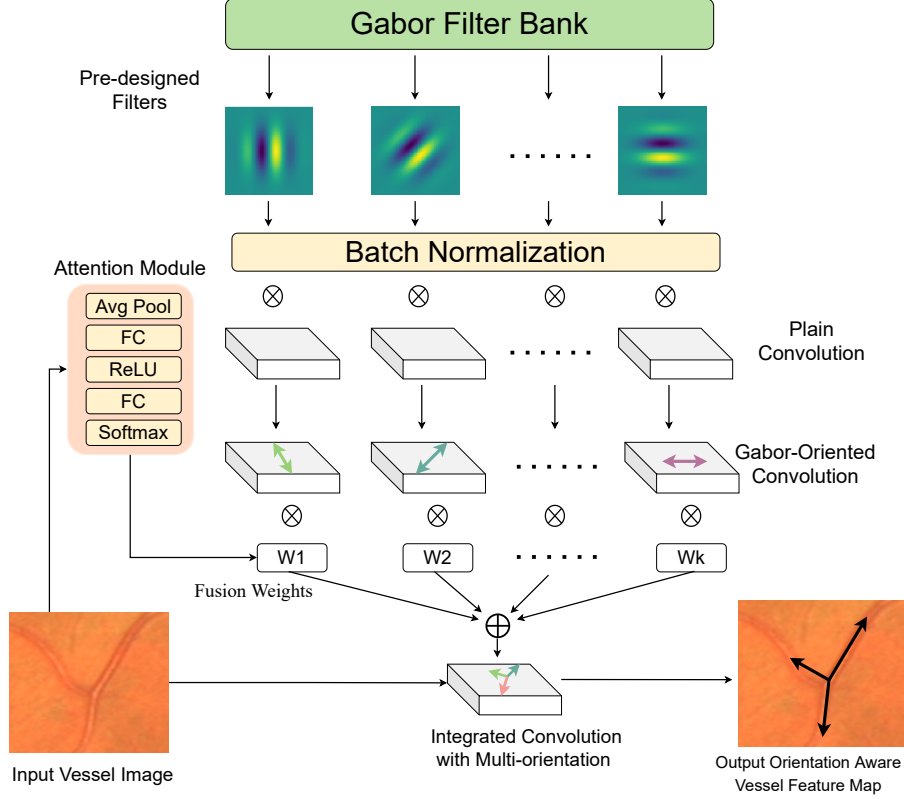 Gabor Filter Bank
Pre-designed
Filters
. . . . . .
Batch Normalization
Attention Module
Avg Pool
FC
ReLU
FC
Softmax
Plain
Convolution
. . . . . .
Gabor-Oriented
Convolution
. . . . . .
W1
W2
. . . . . .
Wk
Fusion Weights
Integrated Convolution
with Multi-orientation
Input Vessel Image
Output Orientation Aware
Vessel Feature Map